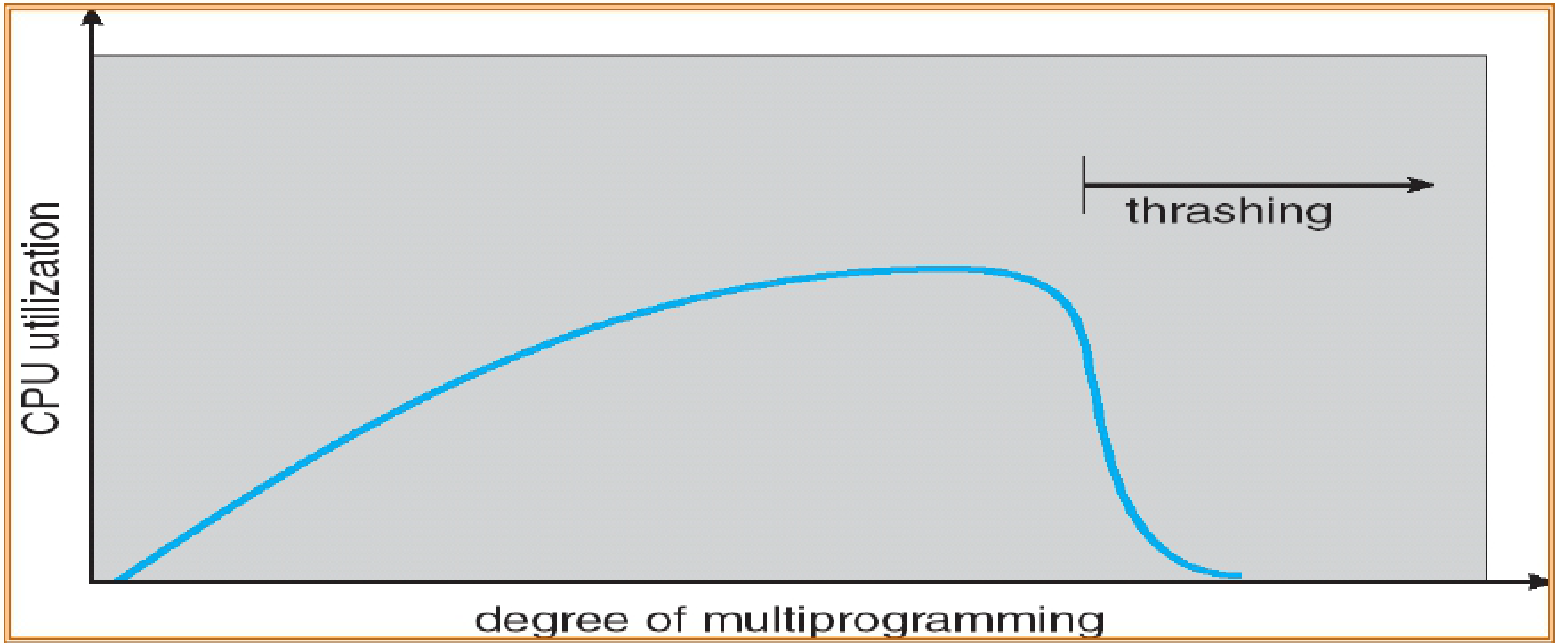 CPU utilization
thrashing
degree of multiprogramming